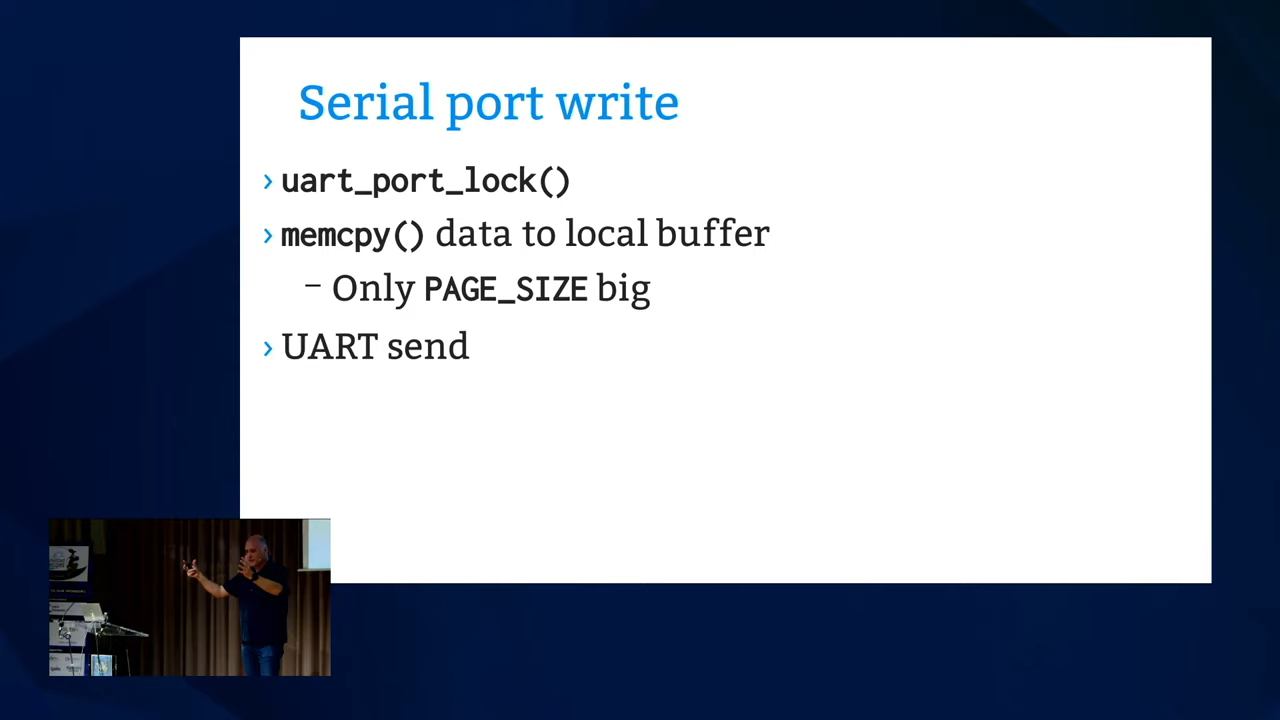 Serial port write
› uart_port_lock()
› memcpy() data to local buffer
– Only PAGE_SIZE big
› UART send